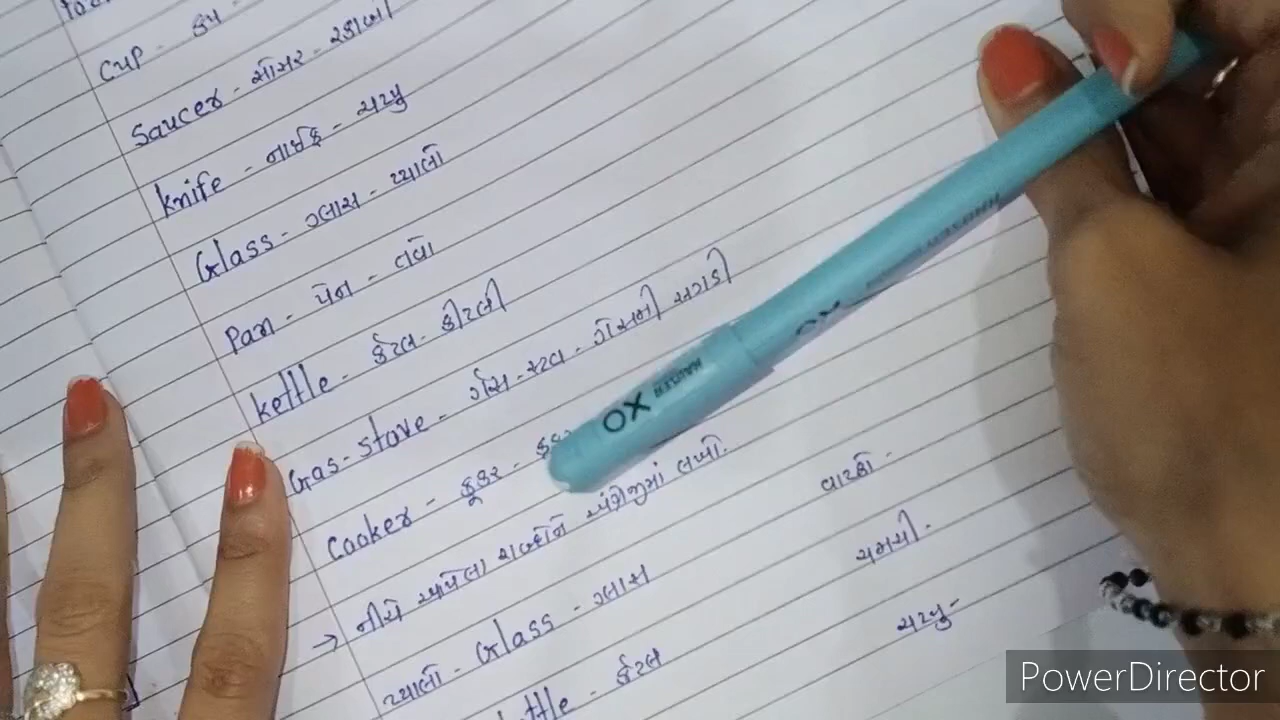 Cup - કપ -
Saucer - સોસર - રકાબી
Knife - નાઈફ - ચપ્પુ
Glass - ગ્લાસ - પ્યાલો
Pan - પેન - તવો
Kettle - કેટલ - કીટલી
Gas-stove - ગેસ-સ્ટવ - ગેસની સગડી
Cooker - કૂકર -
→ નીચે આપેલા શબ્દોને અંગ્રેજીમાં લખો.
પ્યાલો - Glass - ગ્લાસ
કેટલ
વાટકો -
ચમચી -
ચપ્પુ -
OX
PowerDirector